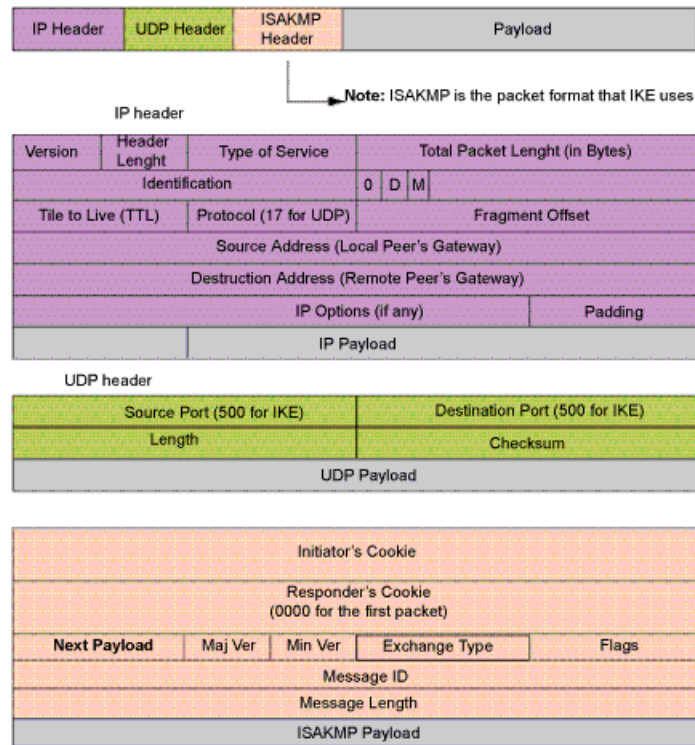 IP Header UDP Header ISAKMP Header Payload
Note: ISAKMP is the packet format that IKE uses
IP header
Version Header Lenght Type of Service Total Packet Lenght (in Bytes)
Identification 0 D M
Tile to Live (TTL) Protocol (17 for UDP) Fragment Offset
Source Address (Local Peer's Gateway)
Destruction Address (Remote Peer's Gateway)
IP Options (if any) Padding
IP Payload
UDP header
Source Port (500 for IKE) Destination Port (500 for IKE)
Length Checksum
UDP Payload
Initiator's Cookie
Responder's Cookie
(0000 for the first packet)
Next Payload Maj Ver Min Ver Exchange Type Flags
Message ID
Message Length
ISAKMP Payload